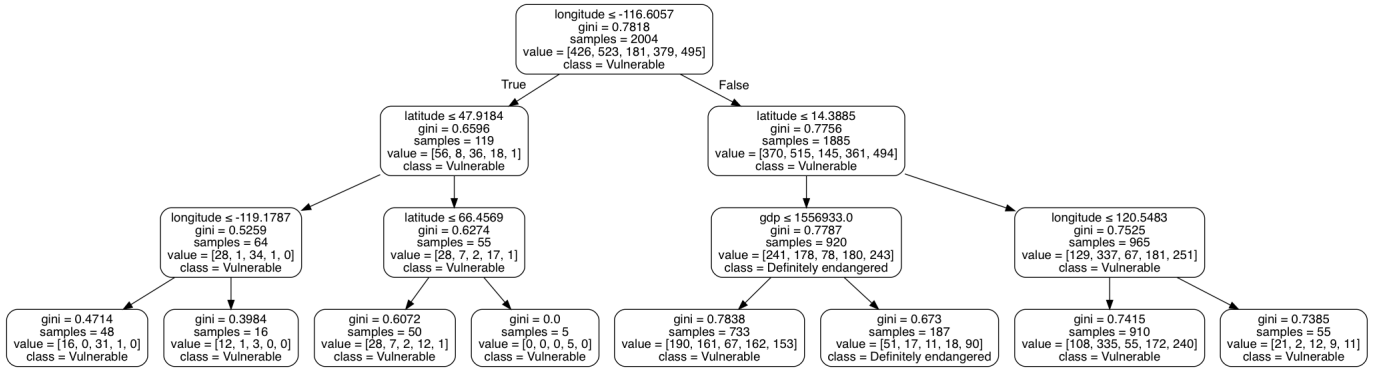 longitude ≤ -116.6057
gini = 0.7818
samples = 2004
value = [426, 523, 181, 379, 495]
class = Vulnerable
True
False
latitude ≤ 47.9184
gini = 0.6596
samples = 119
value = [56, 8, 36, 18, 1]
class = Vulnerable
latitude ≤ 14.3885
gini = 0.7756
samples = 1885
value = [370, 515, 145, 361, 494]
class = Vulnerable
longitude ≤ -119.1787
gini = 0.5259
samples = 64
value = [28, 1, 34, 1, 0]
class = Vulnerable
latitude ≤ 66.4569
gini = 0.6274
samples = 55
value = [28, 7, 2, 17, 1]
class = Vulnerable
gdp ≤ 1556933.0
gini = 0.7787
samples = 920
value = [241, 178, 78, 180, 243]
class = Definitely endangered
longitude ≤ 120.5483
gini = 0.7525
samples = 965
value = [129, 337, 67, 181, 251]
class = Vulnerable
gini = 0.4714
samples = 48
value = [16, 0, 31, 1, 0]
class = Vulnerable
gini = 0.3984
samples = 16
value = [12, 1, 3, 0, 0]
class = Vulnerable
gini = 0.6072
samples = 50
value = [28, 7, 2, 12, 1]
class = Vulnerable
gini = 0.0
samples = 5
value = [0, 0, 0, 5, 0]
class = Vulnerable
gini = 0.7838
samples = 733
value = [190, 161, 67, 162, 153]
class = Vulnerable
gini = 0.673
samples = 187
value = [51, 17, 11, 18, 90]
class = Definitely endangered
gini = 0.7415
samples = 910
value = [108, 335, 55, 172, 240]
class = Vulnerable
gini = 0.7385
samples = 55
value = [21, 2, 12, 9, 11]
class = Vulnerable